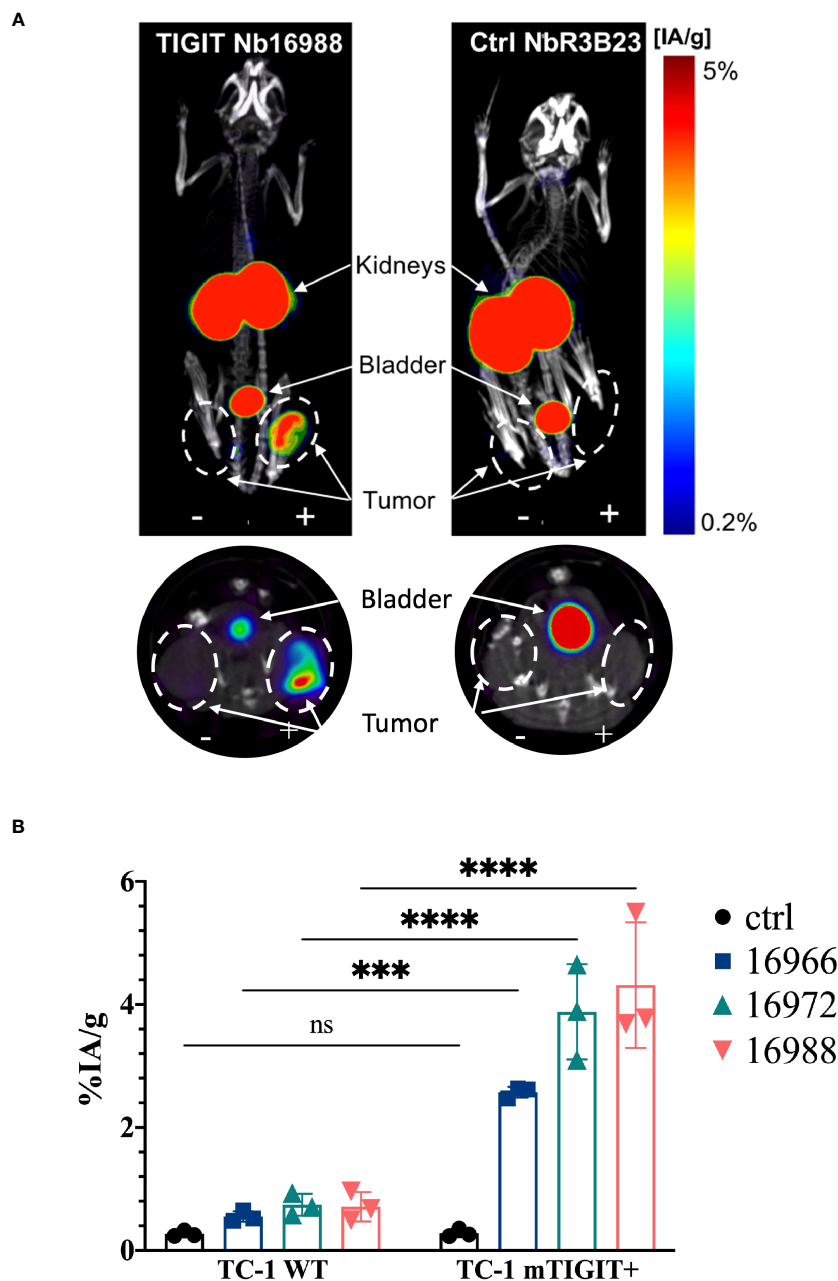 A
TIGIT Nb16988
Ctrl NbR3B23
[IA/g]
5%
Kidneys
Bladder
Tumor
- +
- +
0.2%
Bladder
Tumor
- +
- +
B
****
****
***
ns
%IA/g
6
4
2
0
TC-1 WT
TC-1 mTIGIT+
ctrl
16966
16972
16988